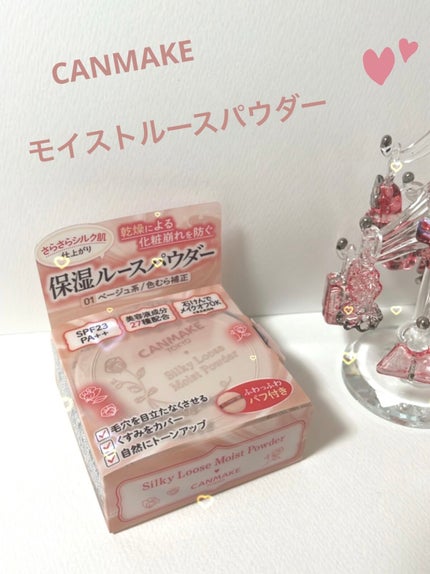 CANMAKE
モイストルースパウダー
さらさらシルク肌
仕上がり
乾燥による
化粧崩れを防ぐ
保湿ルースパウダー
01 ベージュ系/色むら補正
SPF23
PA++
美容液成分
27種配合
石けんで
メイクオフOK
CANMAKE
TOKYO
Silky Loose
Moist Powder
ふわっふわ
パフ付き
毛穴を目立たなくさせる
くすみをカバー
自然にトーンアップ
Silky Loose Moist Powder
CANMAKE